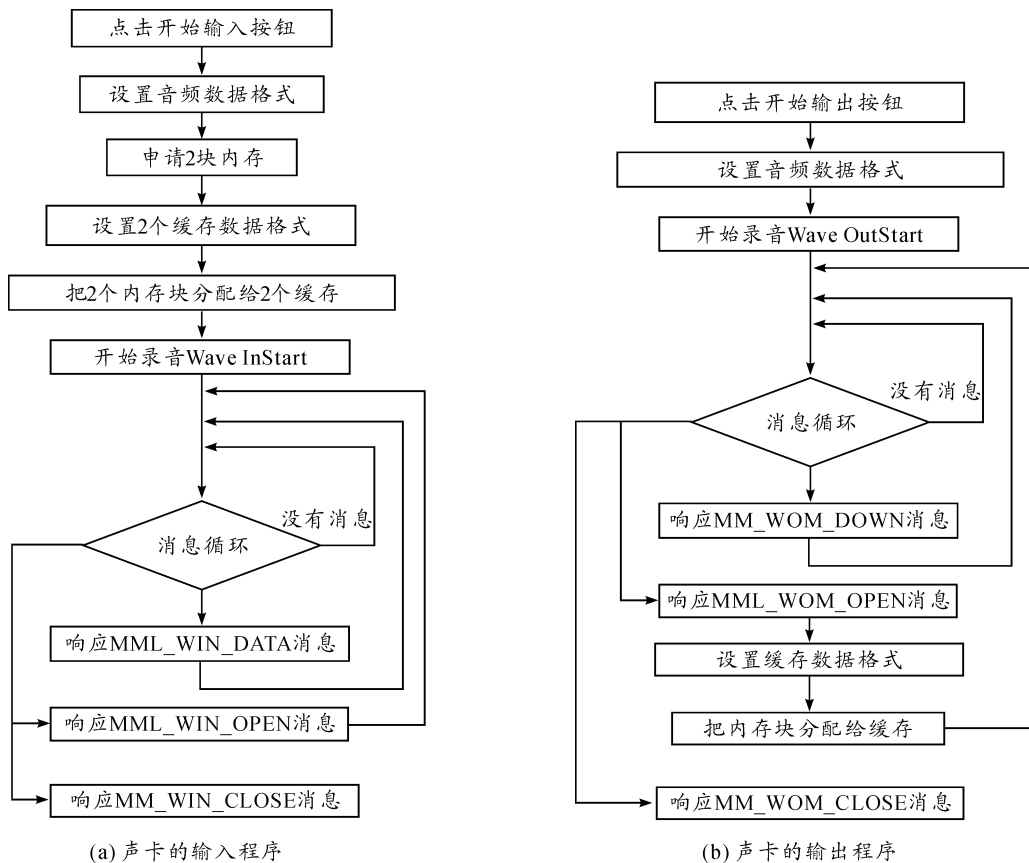 点击开始输入按钮
设置音频数据格式
申请2块内存
设置2个缓存数据格式
把2个内存块分配给2个缓存
开始录音Wave InStart
没有消息
消息循环
响应MML_WIN_DATA消息
响应MML_WIN_OPEN消息
响应MM_WIN_CLOSE消息
(a) 声卡的输入程序
点击开始输出按钮
设置音频数据格式
开始录音Wave OutStart
没有消息
消息循环
响应MM_WOM_DOWN消息
响应MML_WOM_OPEN消息
设置缓存数据格式
把内存块分配给缓存
响应MM_WOM_CLOSE消息
(b) 声卡的输出程序